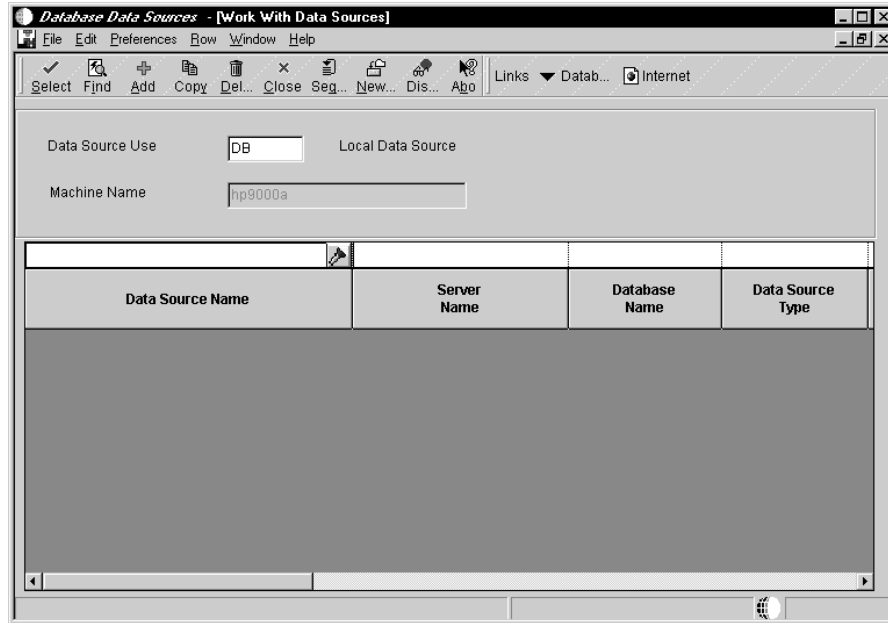 Database Data Sources - [Work With Data Sources]
File Edit Preferences Row Window Help
Select Find Add Copy Del... Close Seq... New... Dis... Abo Links Datab... Internet
Data Source Use DB Local Data Source
Machine Name hp9000a
Data Source Name Server Name Database Name Data Source Type